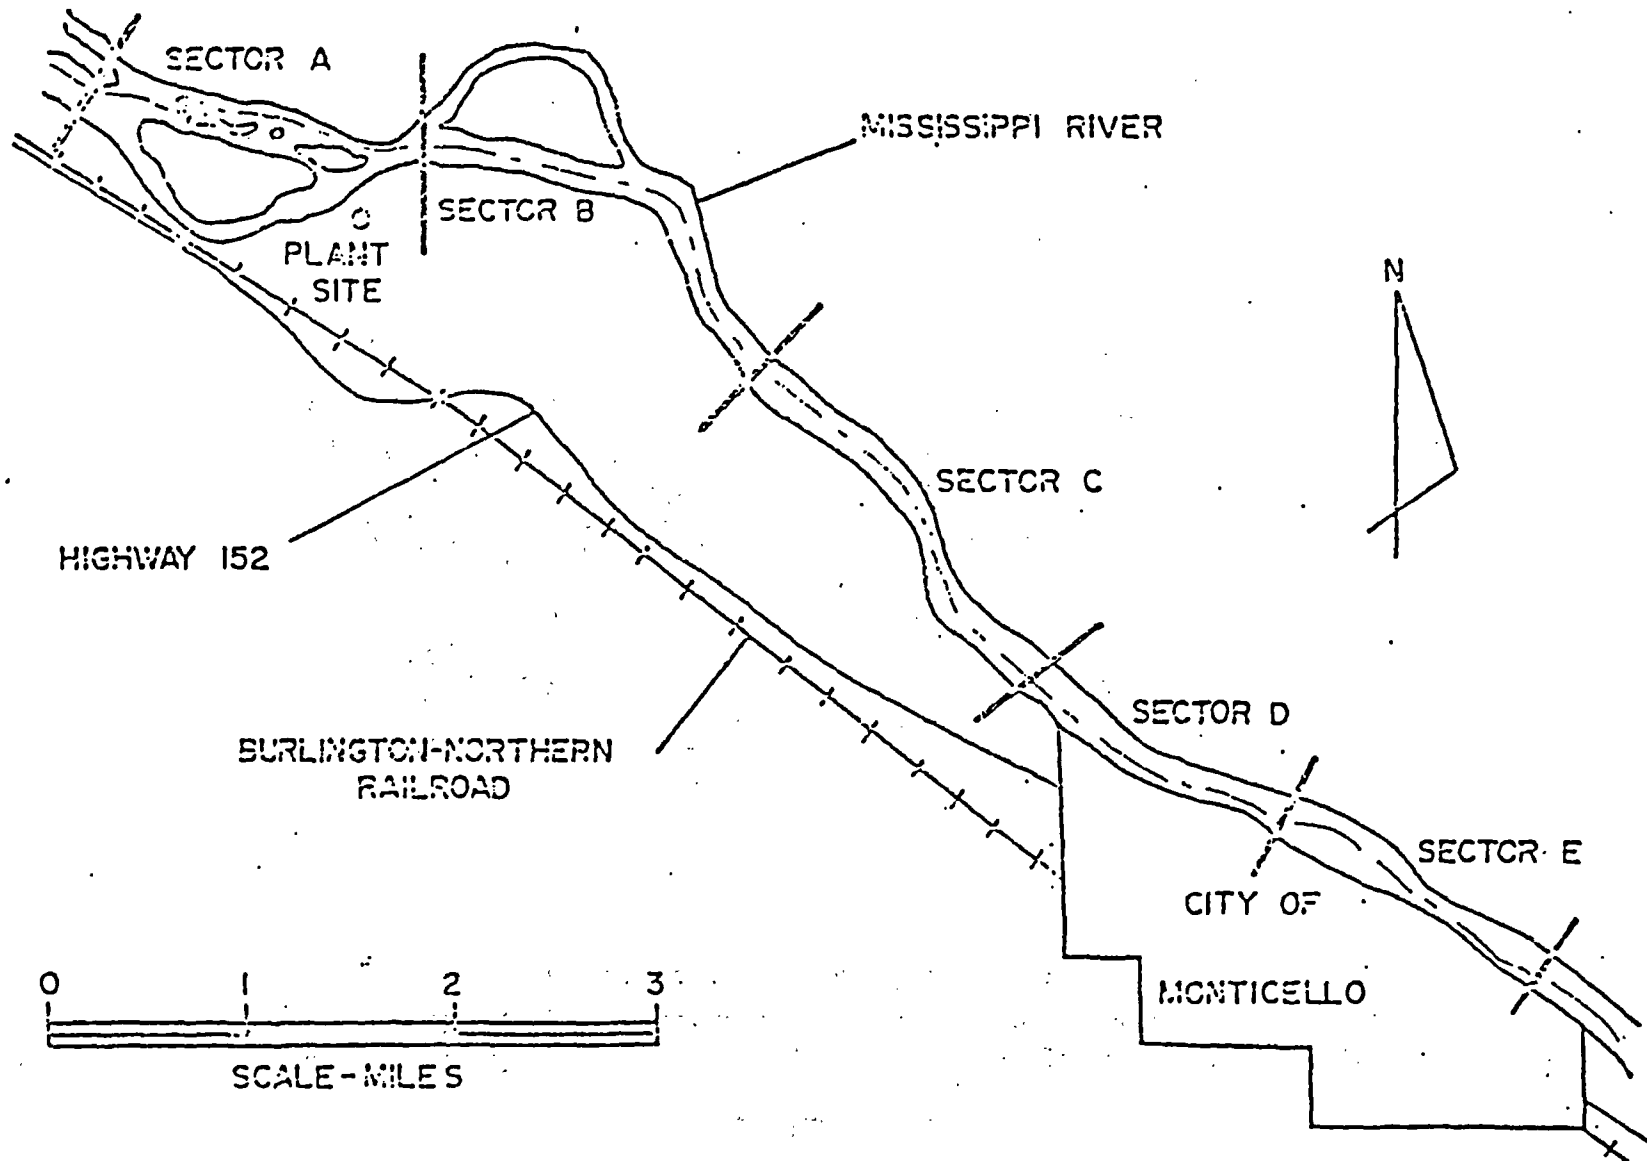 SECTOR A
MISSISSIPPI RIVER
SECTOR B
PLANT
SITE
N
SECTOR C
HIGHWAY 152
SECTOR D
BURLINGTON-NORTHERN
RAILROAD
SECTOR E
CITY OF
MONTICELLO
0 1 2 3
SCALE-MILES